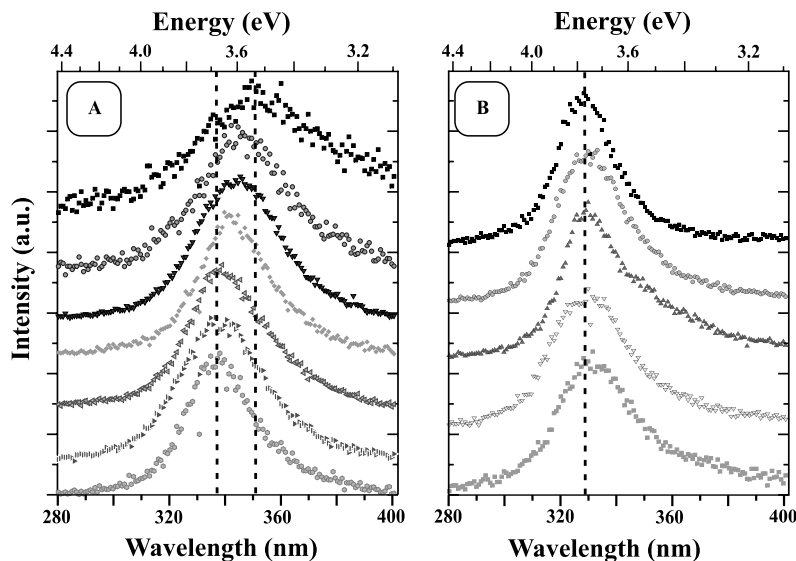 Energy (eV)
4.4 4.0 3.6 3.2
A
Intensity (a.u.)
280 320 360 400
Wavelength (nm)
Energy (eV)
4.4 4.0 3.6 3.2
B
280 320 360 400
Wavelength (nm)